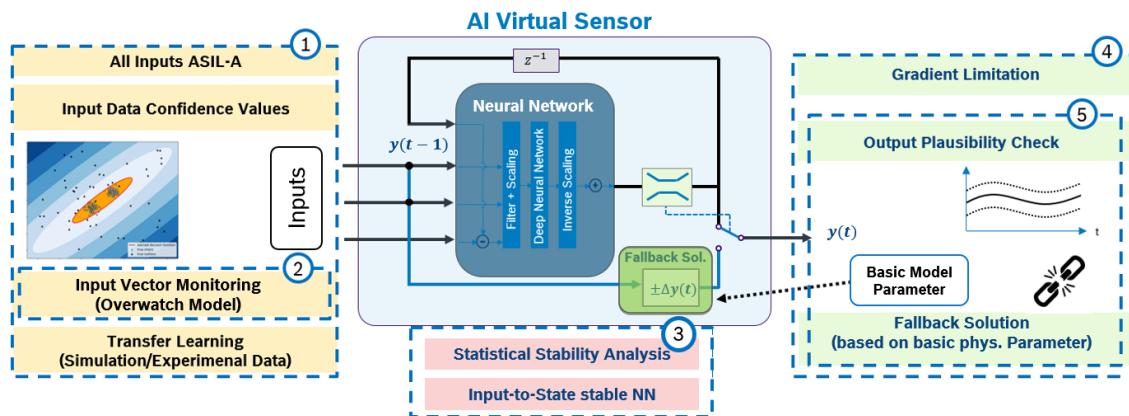 AI Virtual Sensor
1
All Inputs ASIL-A
Input Data Confidence Values
Inputs
2
Input Vector Monitoring
(Overwatch Model)
Transfer Learning
(Simulation/Experimenal Data)
z⁻¹
Neural Network
y(t − 1)
Filter + Scaling
Deep Neural Network
Inverse Scaling
+
−
Fallback Sol.
±Δy(t)
3
Statistical Stability Analysis
Input-to-State stable NN
4
Gradient Limitation
5
Output Plausibility Check
t
y(t)
Basic Model
Parameter
Fallback Solution
(based on basic phys. Parameter)